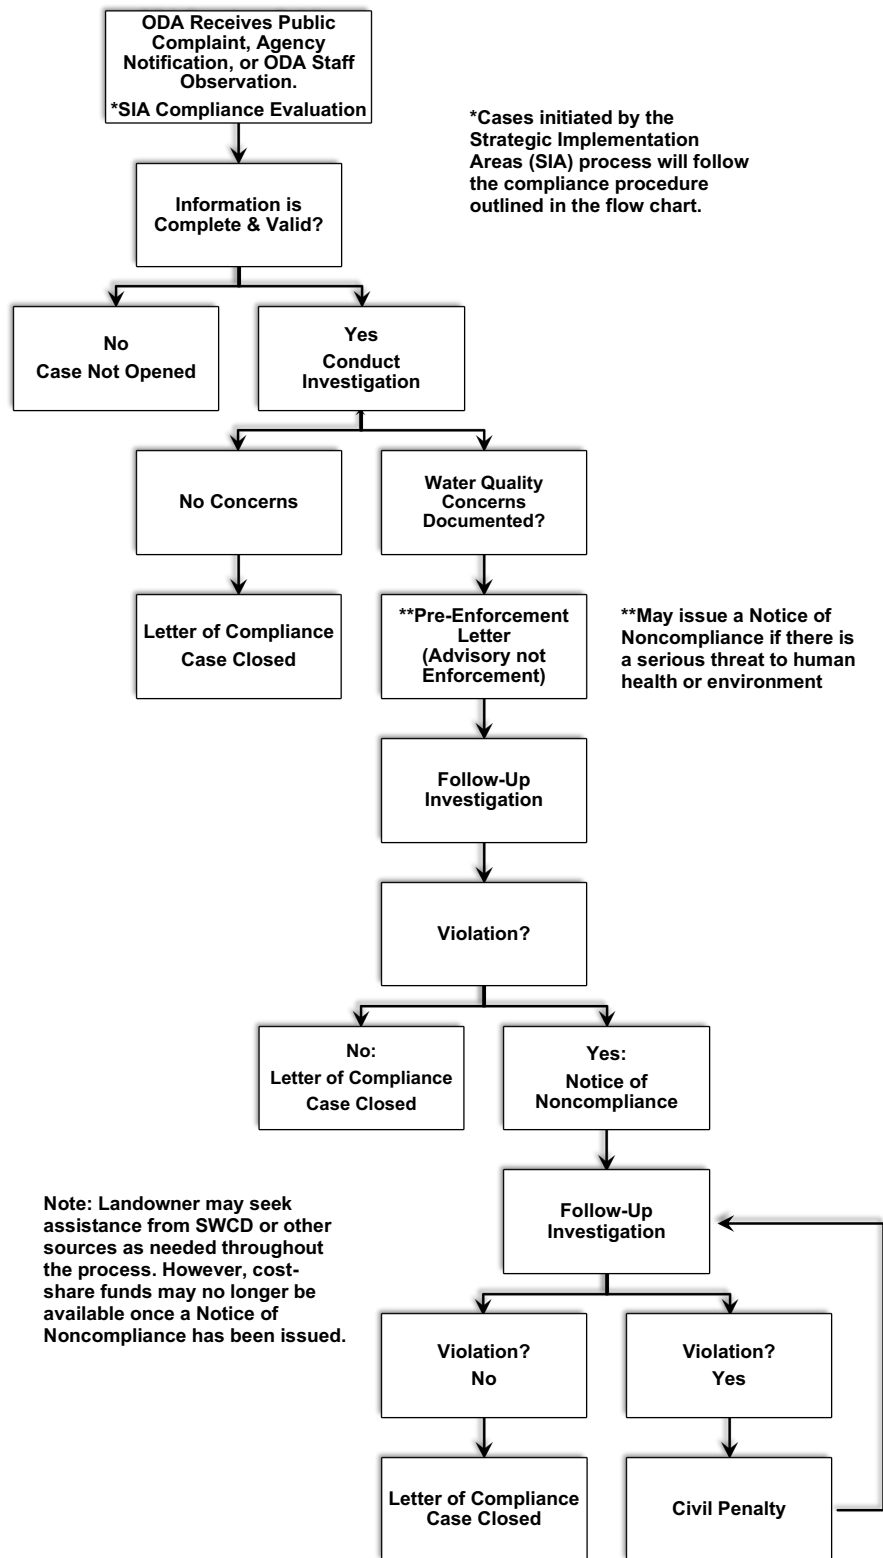 ODA Receives Public
Complaint, Agency
Notification, or ODA Staff
Observation.
*SIA Compliance Evaluation
*Cases initiated by the
Strategic Implementation
Areas (SIA) process will follow
the compliance procedure
outlined in the flow chart.
Information is
Complete & Valid?
No
Case Not Opened
Yes
Conduct
Investigation
No Concerns
Water Quality
Concerns
Documented?
Letter of Compliance
Case Closed
**Pre-Enforcement
Letter
(Advisory not
Enforcement)
**May issue a Notice of
Noncompliance if there is
a serious threat to human
health or environment
Follow-Up
Investigation
Violation?
No:
Letter of Compliance
Case Closed
Yes:
Notice of
Noncompliance
Note: Landowner may seek
assistance from SWCD or other
sources as needed throughout
the process. However, cost-
share funds may no longer be
available once a Notice of
Noncompliance has been issued.
Follow-Up
Investigation
Violation?
No
Violation?
Yes
Letter of Compliance
Case Closed
Civil Penalty